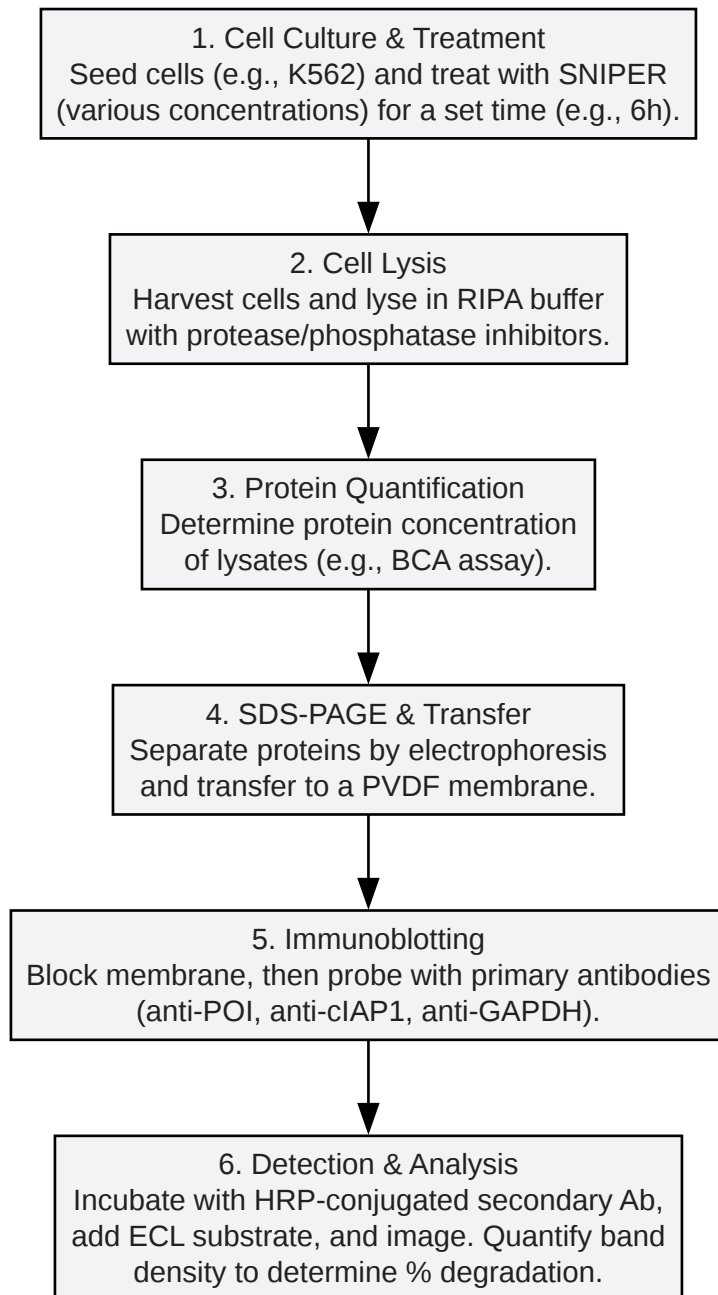 1. Cell Culture & Treatment
Seed cells (e.g., K562) and treat with SNIPER
(various concentrations) for a set time (e.g., 6h).
2. Cell Lysis
Harvest cells and lyse in RIPA buffer
with protease/phosphatase inhibitors.
3. Protein Quantification
Determine protein concentration
of lysates (e.g., BCA assay).
4. SDS-PAGE & Transfer
Separate proteins by electrophoresis
and transfer to a PVDF membrane.
5. Immunoblotting
Block membrane, then probe with primary antibodies
(anti-POI, anti-cIAP1, anti-GAPDH).
6. Detection & Analysis
Incubate with HRP-conjugated secondary Ab,
add ECL substrate, and image. Quantify band
density to determine % degradation.